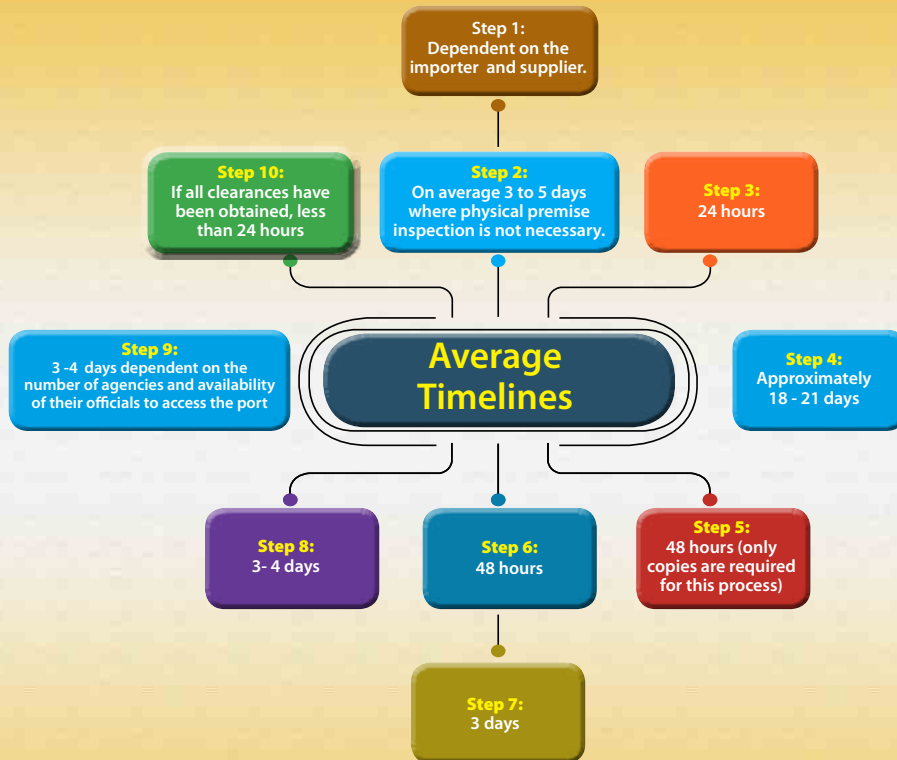 Step 1:
Dependent on the
importer and supplier.
Step 10:
If all clearances have
been obtained, less
than 24 hours
Step 2:
On average 3 to 5 days
where physical premise
inspection is not necessary.
Step 3:
24 hours
Step 9:
3 -4 days dependent on the
number of agencies and availability
of their officials to access the port
Average
Timelines
Step 4:
Approximately
18 - 21 days
Step 8:
3- 4 days
Step 6:
48 hours
Step 5:
48 hours (only
copies are required
for this process)
Step 7:
3 days